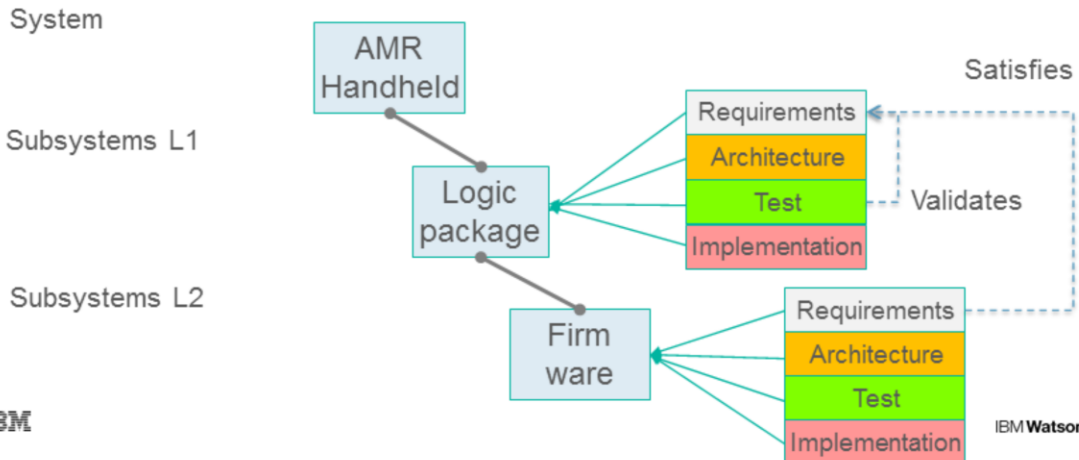 System
AMR
Handheld
Satisfies
Subsystems L1
Requirements
Architecture
Test
Implementation
Validates
Logic
package
Subsystems L2
Requirements
Architecture
Test
Implementation
Firm
ware
BM
IBM Watson